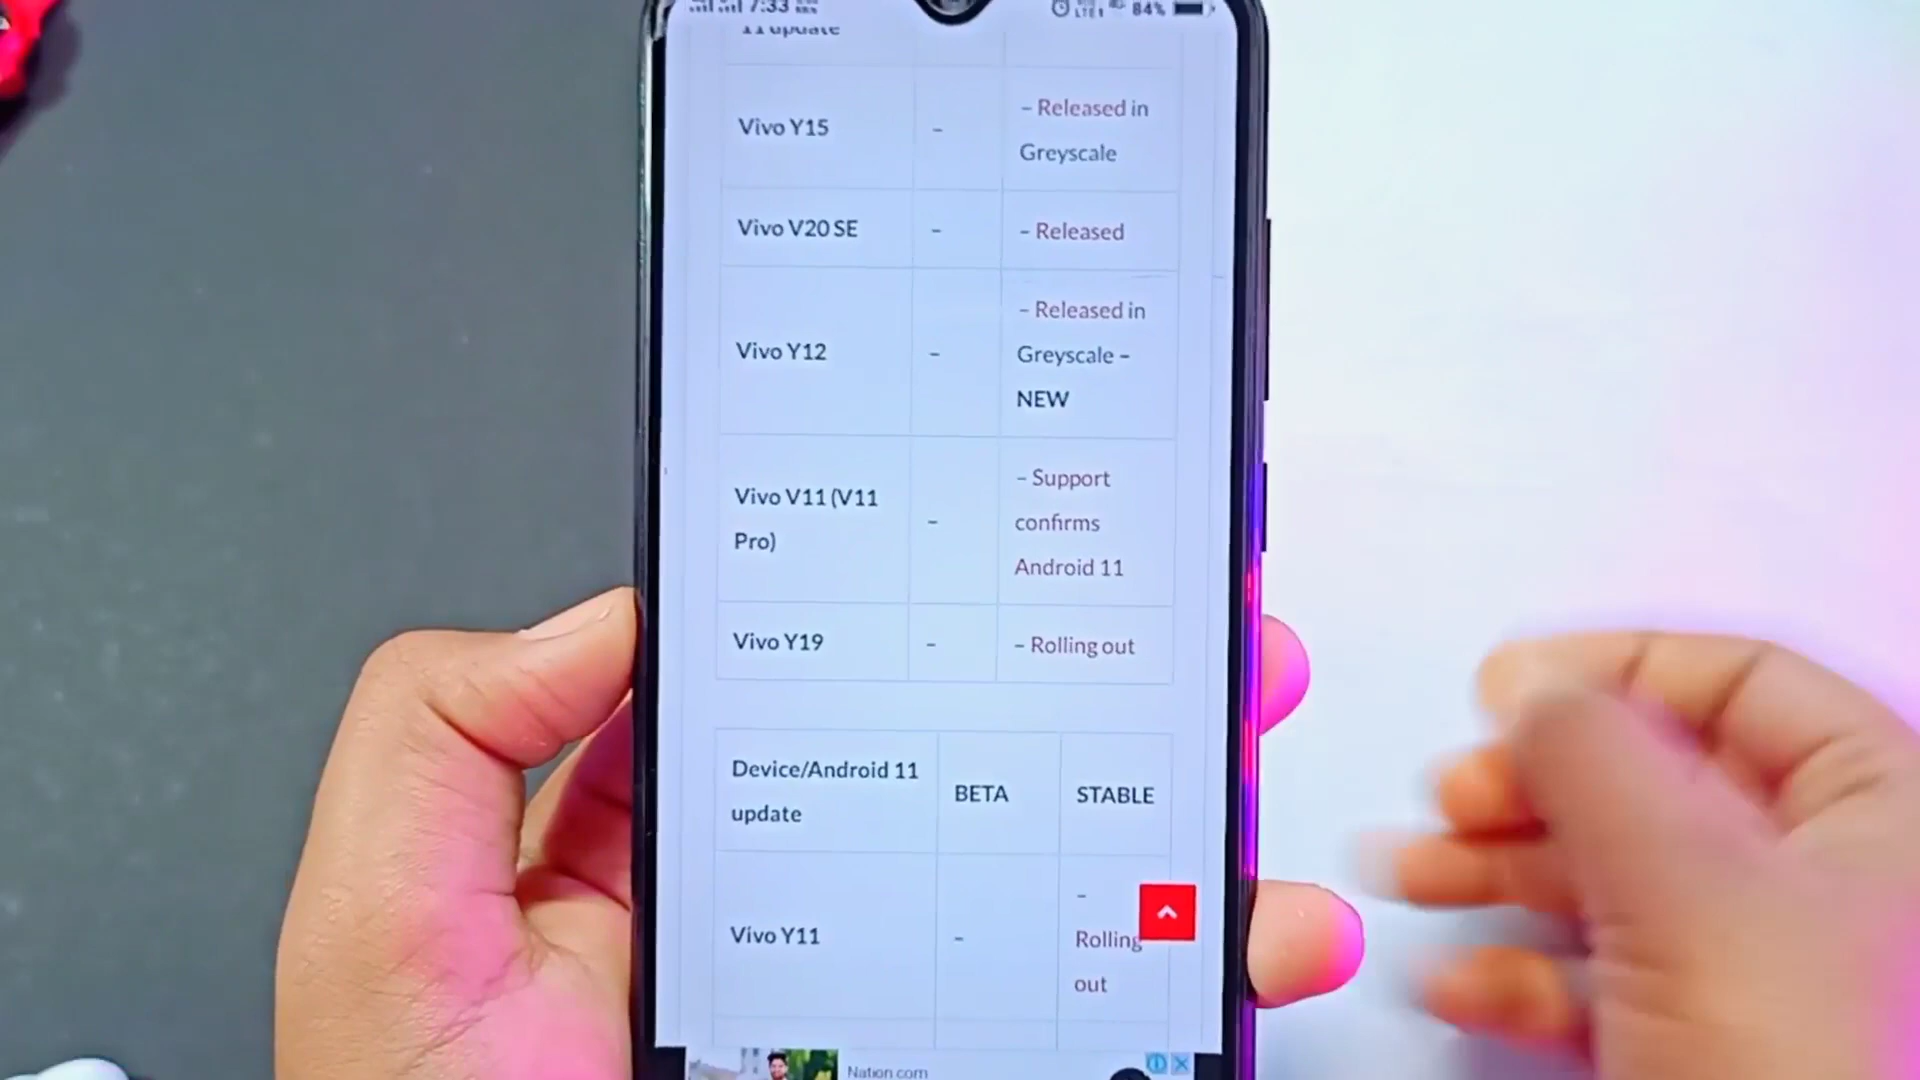 7:33
84%
11 update
Vivo Y15
–
– Released in
Greyscale
Vivo V20 SE
–
– Released
Vivo Y12
–
– Released in
Greyscale –
NEW
Vivo V11 (V11
Pro)
–
– Support
confirms
Android 11
Vivo Y19
–
– Rolling out
Device/Android 11
update
BETA
STABLE
Vivo Y11
–
–
Rolling
out
Nation.com